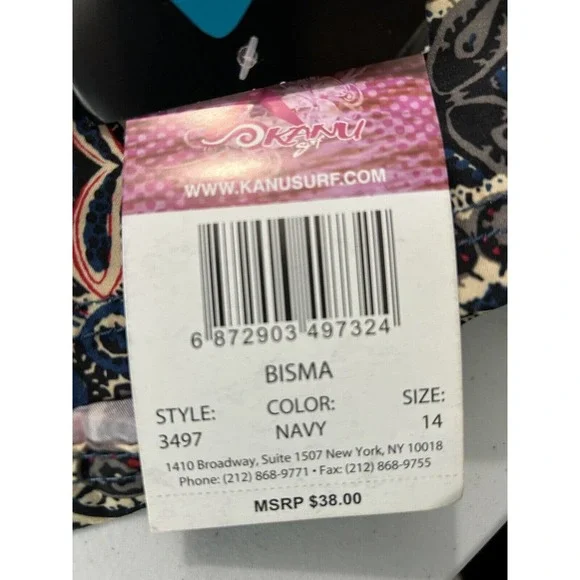 KANU
Surf
WWW.KANUSURF.COM
6 872903 497324
BISMA
STYLE: COLOR: SIZE:
3497 NAVY 14
1410 Broadway, Suite 1507 New York, NY 10018
Phone: (212) 868-9771 • Fax: (212) 868-9755
MSRP $38.00